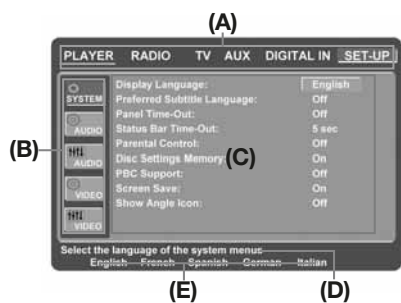 (A)
PLAYER RADIO TV AUX DIGITAL IN SET-UP
SYSTEM
AUDIO
AUDIO
VIDEO
VIDEO
(B)
Display Language: English
Preferred Subtitle Language: Off
Panel Time-Out: Off
Status Bar Time-Out: 5 sec
Parental Control: Off
Disc Settings Memory: On
(C)
PBC Support: Off
Screen Save: On
Show Angle Icon: Off
Select the language of the system menus
English French Spanish German Italian
(E) (D)